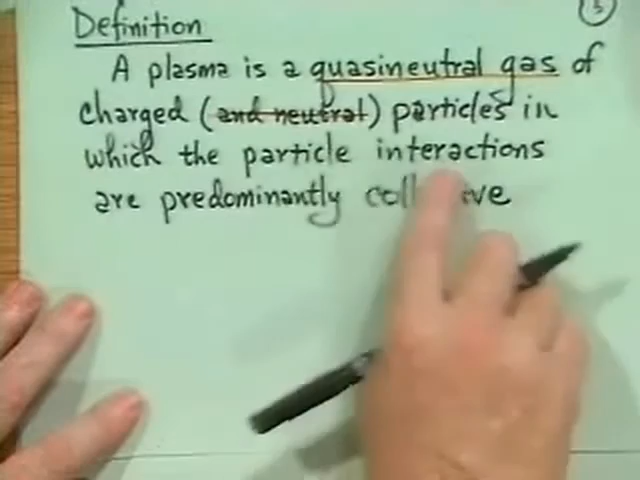 5
Definition
A plasma is a quasineutral gas of
charged (and neutral) particles in
which the particle interactions
are predominantly